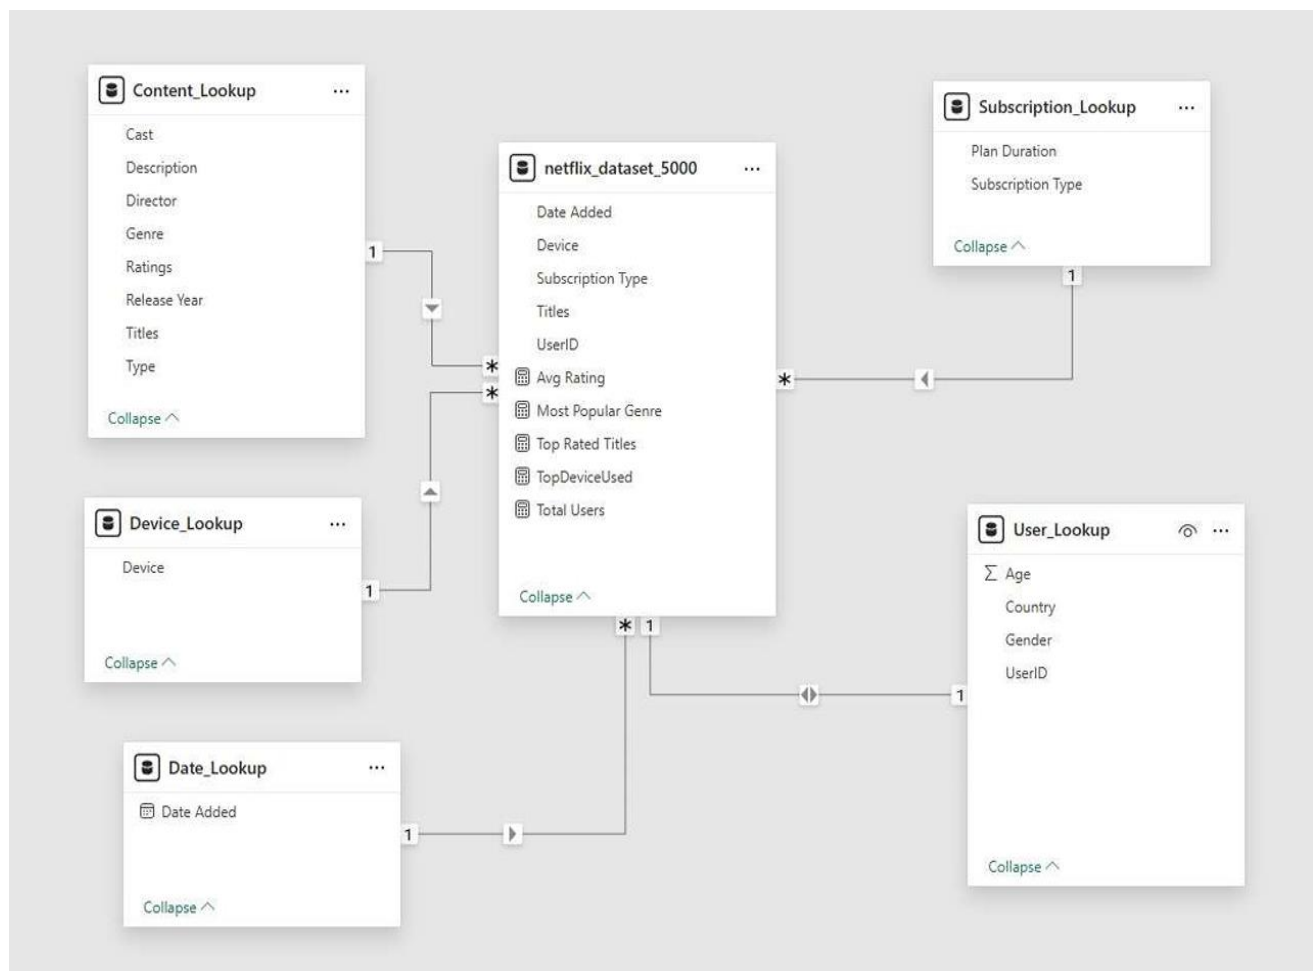 Content_Lookup ...
Cast
Description
Director
Genre
Ratings
Release Year
Titles
Type
Collapse
1
*
netflix_dataset_5000 ...
Date Added
Device
Subscription Type
Titles
UserID
Avg Rating
Most Popular Genre
Top Rated Titles
TopDeviceUsed
Total Users
Collapse
* 1
Subscription_Lookup ...
Plan Duration
Subscription Type
Collapse
1
*
Device_Lookup ...
Device
Collapse
1
*
User_Lookup ...
Σ Age
Country
Gender
UserID
Collapse
1
Date_Lookup ...
Date Added
Collapse
1